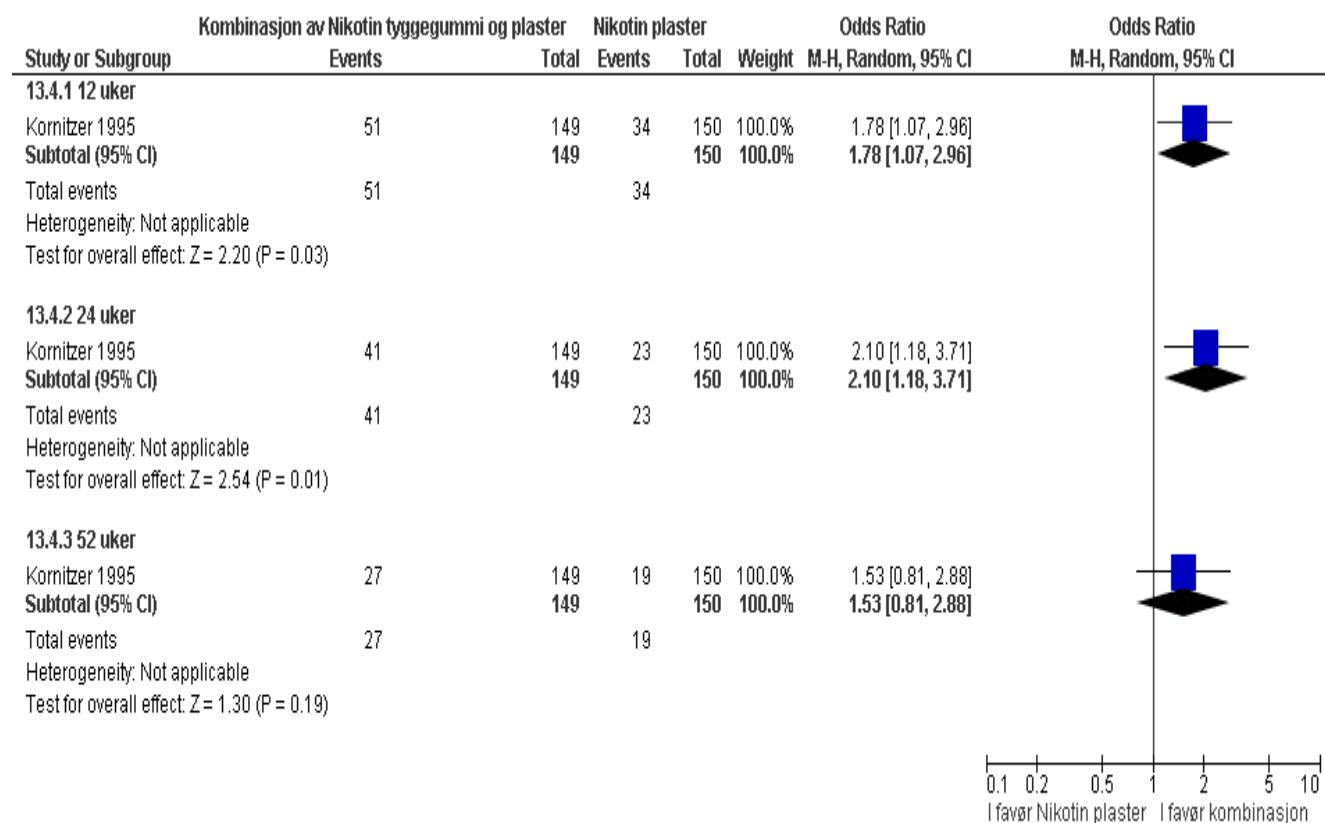 Kombinasjon av Nikotin tyggegummi og plaster Nikotin plaster Odds Ratio Odds Ratio
Study or Subgroup Events Total Events Total Weight M-H, Random, 95% CI M-H, Random, 95% CI
13.4.1 12 uker
Kornitzer 1995 51 149 34 150 100.0% 1.78 [1.07, 2.96]
Subtotal (95% CI) 149 150 100.0% 1.78 [1.07, 2.96]
Total events 51 34
Heterogeneity: Not applicable
Test for overall effect: Z = 2.20 (P = 0.03)
13.4.2 24 uker
Kornitzer 1995 41 149 23 150 100.0% 2.10 [1.18, 3.71]
Subtotal (95% CI) 149 150 100.0% 2.10 [1.18, 3.71]
Total events 41 23
Heterogeneity: Not applicable
Test for overall effect: Z = 2.54 (P = 0.01)
13.4.3 52 uker
Kornitzer 1995 27 149 19 150 100.0% 1.53 [0.81, 2.88]
Subtotal (95% CI) 149 150 100.0% 1.53 [0.81, 2.88]
Total events 27 19
Heterogeneity: Not applicable
Test for overall effect: Z = 1.30 (P = 0.19)
0.1 0.2 0.5 1 2 5 10
I favør Nikotin plaster I favør kombinasjon